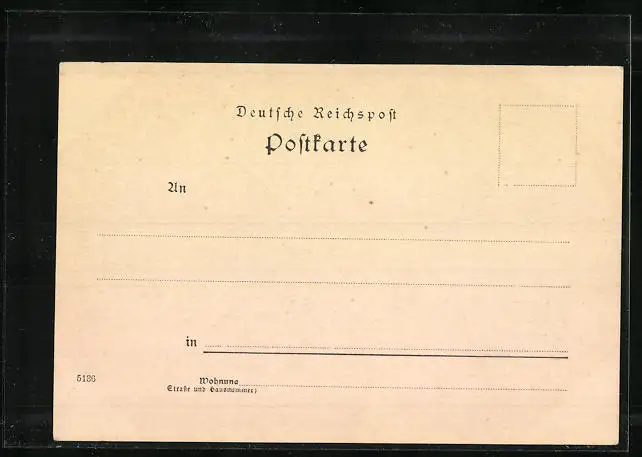 Deutſche Reichspoſt
Poſtkarte
An
in
5136
Wohnung
(Straße und Hausnummer)